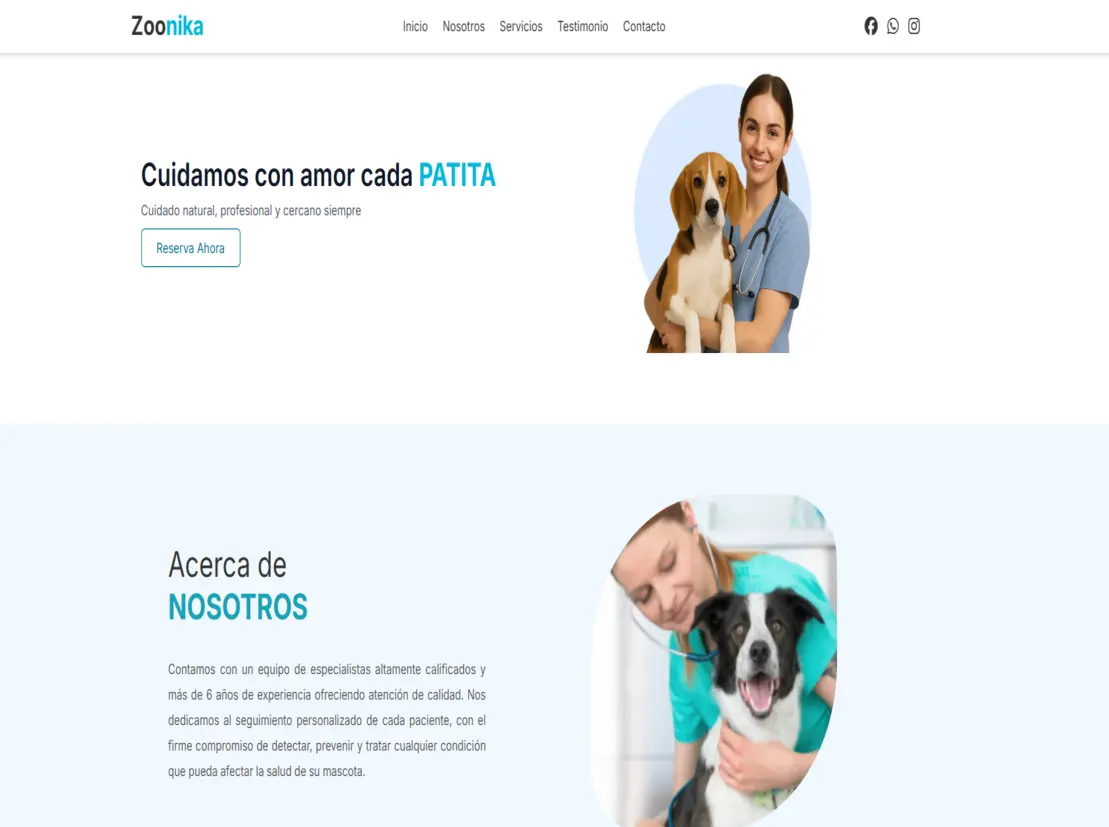 Zoonika
Inicio Nosotros Servicios Testimonio Contacto
Cuidamos con amor cada PATITA
Cuidado natural, profesional y cercano siempre
Reserva Ahora
Acerca de
NOSOTROS
Contamos con un equipo de especialistas altamente calificados y
más de 6 años de experiencia ofreciendo atención de calidad. Nos
dedicamos al seguimiento personalizado de cada paciente, con el
firme compromiso de detectar, prevenir y tratar cualquier condición
que pueda afectar la salud de su mascota.